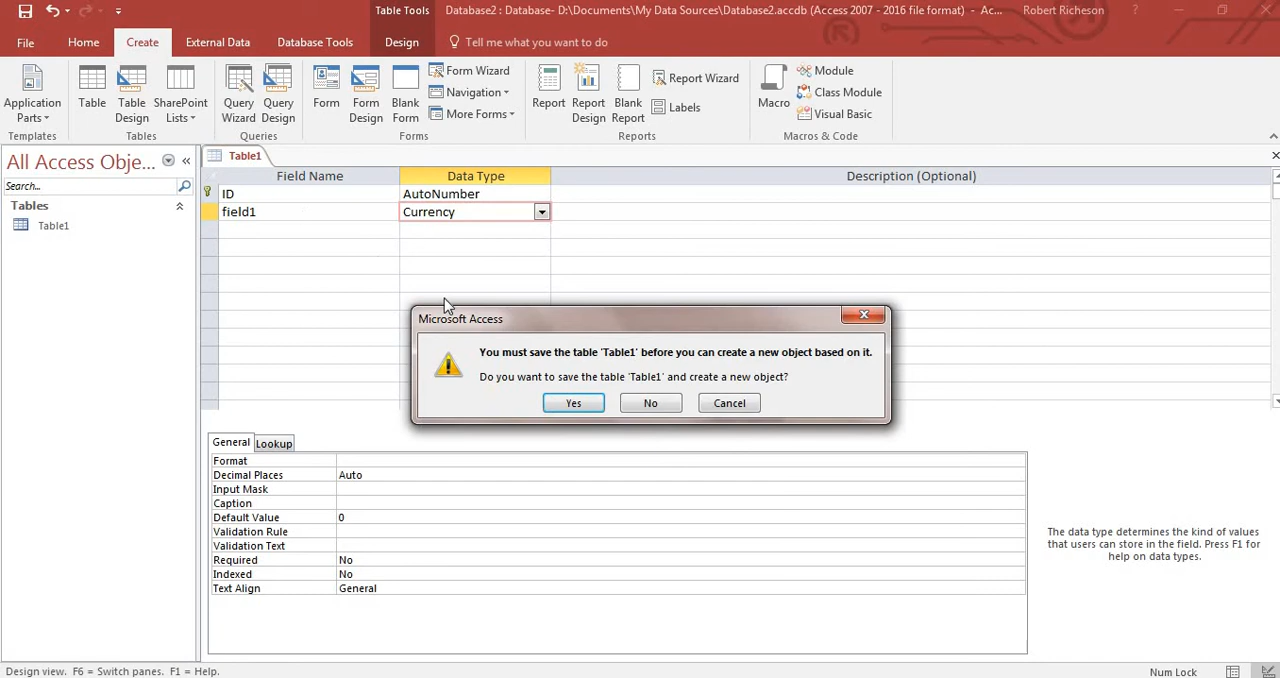 Table Tools
Database2 : Database- D:\Documents\My Data Sources\Database2.accdb (Access 2007 - 2016 file format) - Ac...
Robert Richeson
?
File
Home
Create
External Data
Database Tools
Design
Tell me what you want to do
Application Parts
Table
Table Design
SharePoint Lists
Query Wizard
Query Design
Form
Form Design
Blank Form
Form Wizard
Navigation
More Forms
Report
Report Design
Blank Report
Report Wizard
Labels
Macro
Module
Class Module
Visual Basic
Templates
Tables
Queries
Forms
Reports
Macros & Code
All Access Obje...
Search...
Tables
Table1
Table1
Field Name
Data Type
Description (Optional)
ID
AutoNumber
field1
Currency
Microsoft Access
You must save the table 'Table1' before you can create a new object based on it.
Do you want to save the table 'Table1' and create a new object?
Yes
No
Cancel
General
Lookup
Format
Decimal Places
Auto
Input Mask
Caption
Default Value
0
Validation Rule
Validation Text
Required
No
Indexed
No
Text Align
General
The data type determines the kind of values
that users can store in the field. Press F1 for
help on data types.
Design view. F6 = Switch panes. F1 = Help.
Num Lock